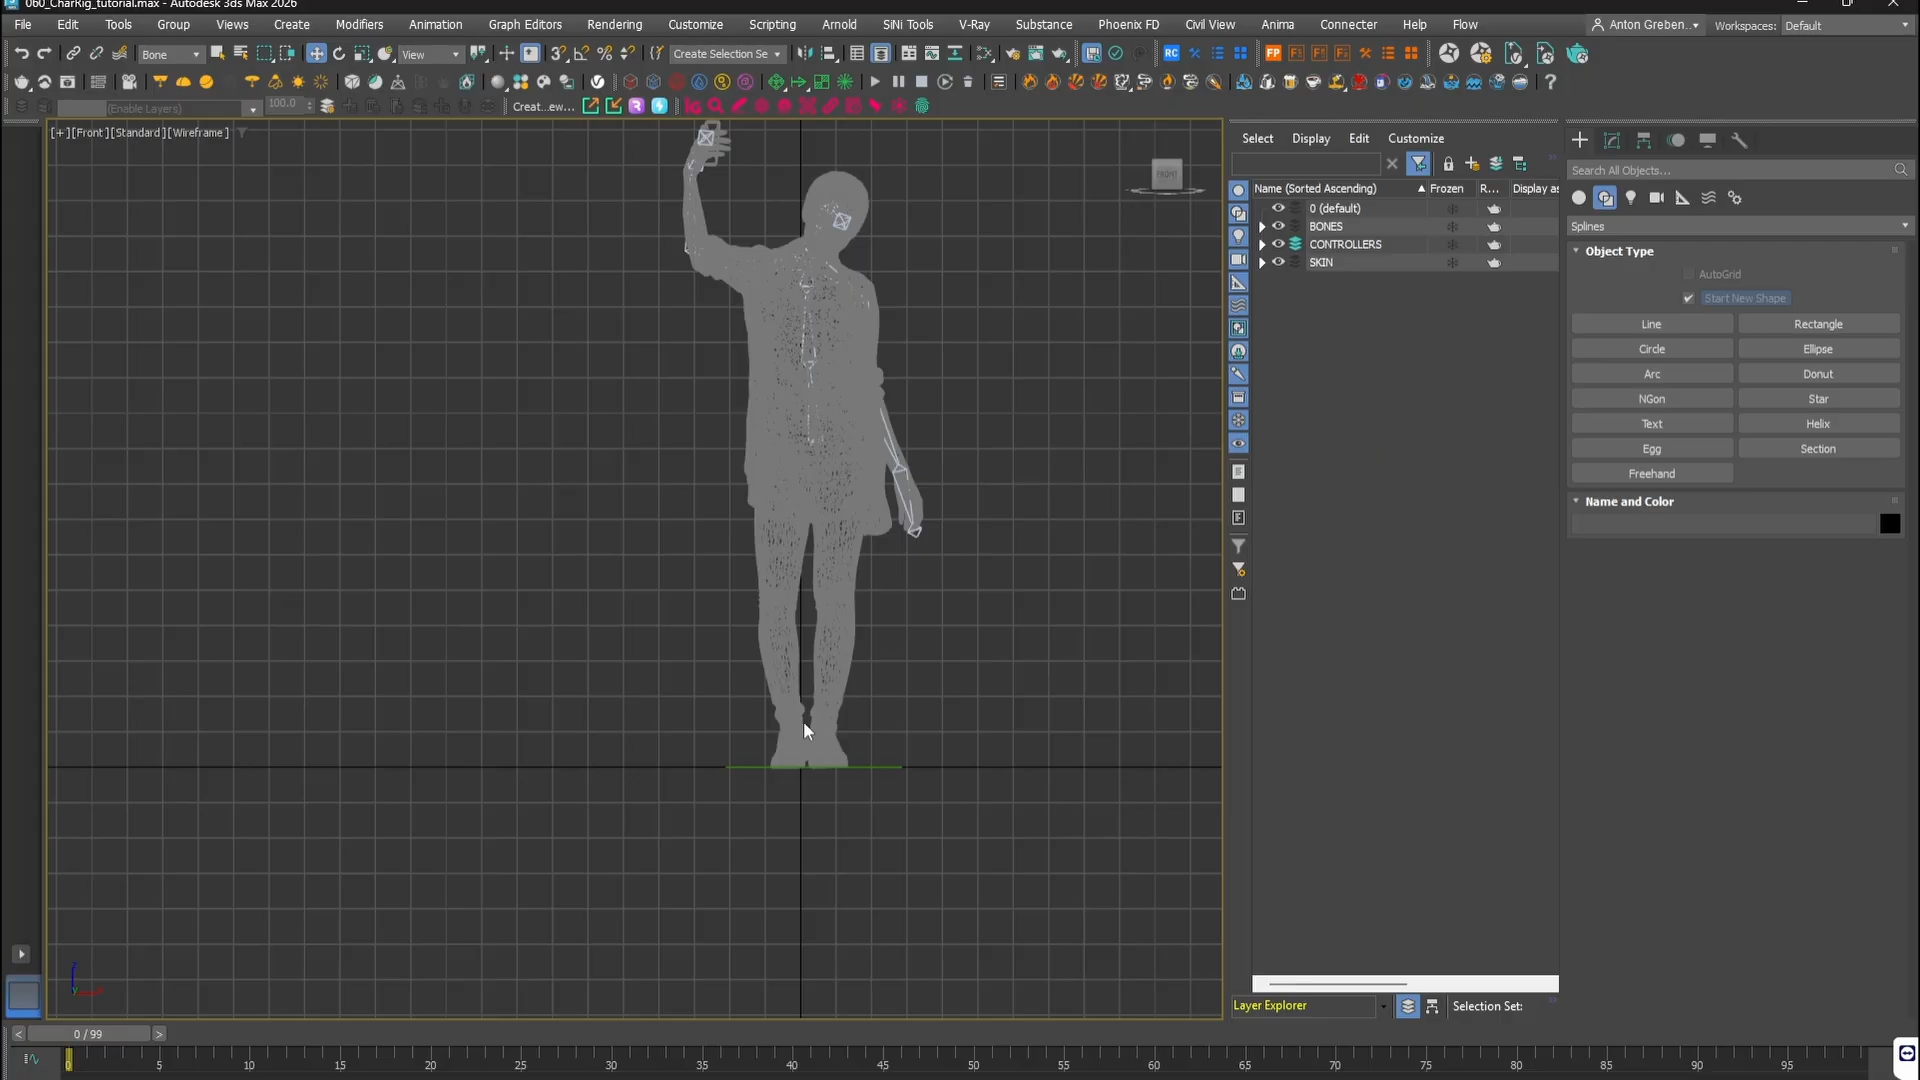 060_CharRig_tutorial.max - Autodesk 3ds Max 2026
File Edit Tools Group Views Create Modifiers Animation Graph Editors Rendering Customize Scripting Arnold SiNi Tools V-Ray Substance Phoenix FD Civil View Anima Connector Help Flow Anton Greben.. Workspaces: Default
Bone View Create Selection Se RC FP
(Enable Layers) 100.0 Creat...ew...
[+][Front][Standard][Wireframe]
FRONT
Select Display Edit Customize
Name (Sorted Ascending) Frozen R... Display as
0 (default)
BONES
CONTROLLERS
SKIN
Layer Explorer Selection Set:
Search All Objects...
Splines
Object Type
AutoGrid
Start New Shape
Line Rectangle
Circle Ellipse
Arc Donut
NGon Star
Text Helix
Egg Section
Freehand
Name and Color
z
< 0 / 99 >
0 5 10 15 20 25 30 35 40 45 50 55 60 65 70 75 80 85 90 95